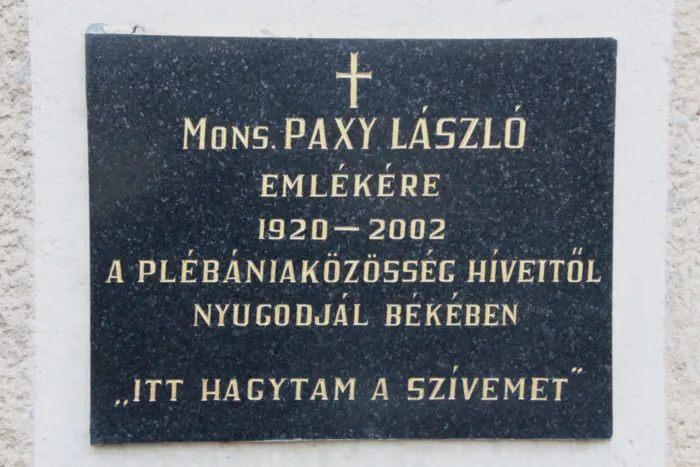 Mons. PAXY LÁSZLÓ
EMLÉKÉRE
1920–2002
A PLÉBÁNIAKÖZÖSSÉG HÍVEITŐL
NYUGODJÁL BÉKÉBEN
„ITT HAGYTAM A SZÍVEMET"